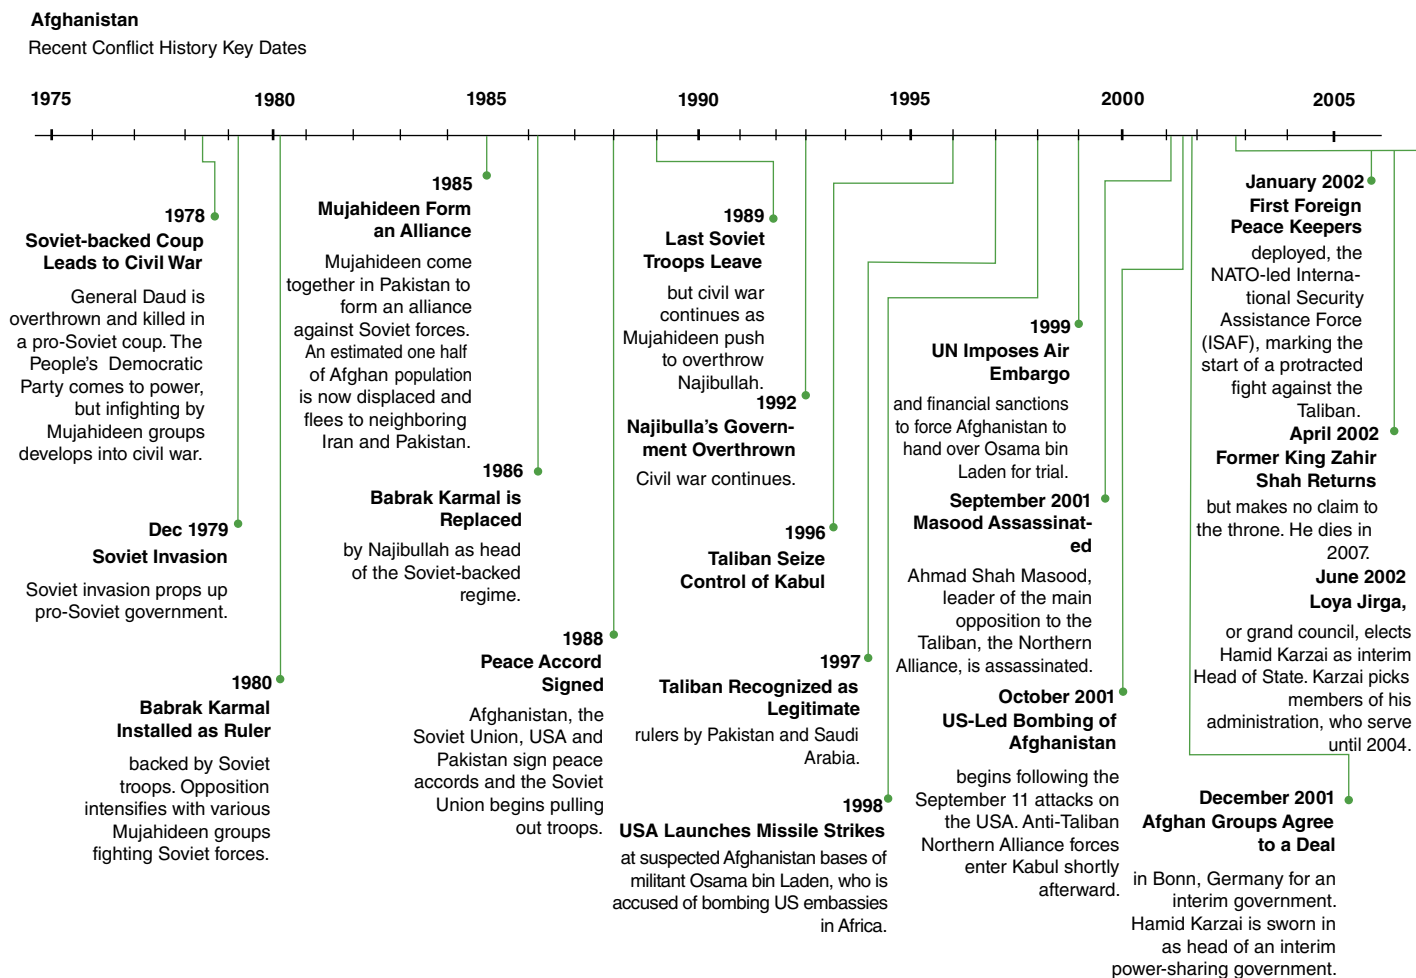 Afghanistan
Recent Conflict History Key Dates
1975
1980
1985
1990
1995
2000
2005
1978
Soviet-backed Coup
Leads to Civil War
General Daud is
overthrown and killed in
a pro-Soviet coup. The
People’s Democratic
Party comes to power,
but infighting by
Mujahideen groups
develops into civil war.
Dec 1979
Soviet Invasion
Soviet invasion props up
pro-Soviet government.
1980
Babrak Karmal
Installed as Ruler
backed by Soviet
troops. Opposition
intensifies with various
Mujahideen groups
fighting Soviet forces.
1985
Mujahideen Form
an Alliance
Mujahideen come
together in Pakistan to
form an alliance
against Soviet forces.
An estimated one half
of Afghan population
is now displaced and
flees to neighboring
Iran and Pakistan.
1986
Babrak Karmal is
Replaced
by Najibullah as head
of the Soviet-backed
regime.
1988
Peace Accord
Signed
Afghanistan, the
Soviet Union, USA and
Pakistan sign peace
accords and the Soviet
Union begins pulling
out troops.
1989
Last Soviet
Troops Leave
but civil war
continues as
Mujahideen push
to overthrow
Najibullah.
1992
Najibulla’s Govern-
ment Overthrown
Civil war continues.
1996
Taliban Seize
Control of Kabul
1997
Taliban Recognized as
Legitimate
rulers by Pakistan and Saudi
Arabia.
1998
USA Launches Missile Strikes
at suspected Afghanistan bases of
militant Osama bin Laden, who is
accused of bombing US embassies
in Africa.
1999
UN Imposes Air
Embargo
and financial sanctions
to force Afghanistan to
hand over Osama bin
Laden for trial.
September 2001
Masood Assassinat-
ed
Ahmad Shah Masood,
leader of the main
opposition to the
Taliban, the Northern
Alliance, is assassinated.
October 2001
US-Led Bombing of
Afghanistan
begins following the
September 11 attacks on
the USA. Anti-Taliban
Northern Alliance forces
enter Kabul shortly
afterward.
December 2001
Afghan Groups Agree
to a Deal
in Bonn, Germany for an
interim government.
Hamid Karzai is sworn in
as head of an interim
power-sharing government.
January 2002
First Foreign
Peace Keepers
deployed, the
NATO-led Interna-
tional Security
Assistance Force
(ISAF), marking the
start of a protracted
fight against the
Taliban.
April 2002
Former King Zahir
Shah Returns
but makes no claim to
the throne. He dies in
2007.
June 2002
Loya Jirga,
or grand council, elects
Hamid Karzai as interim
Head of State. Karzai picks
members of his
administration, who serve
until 2004.